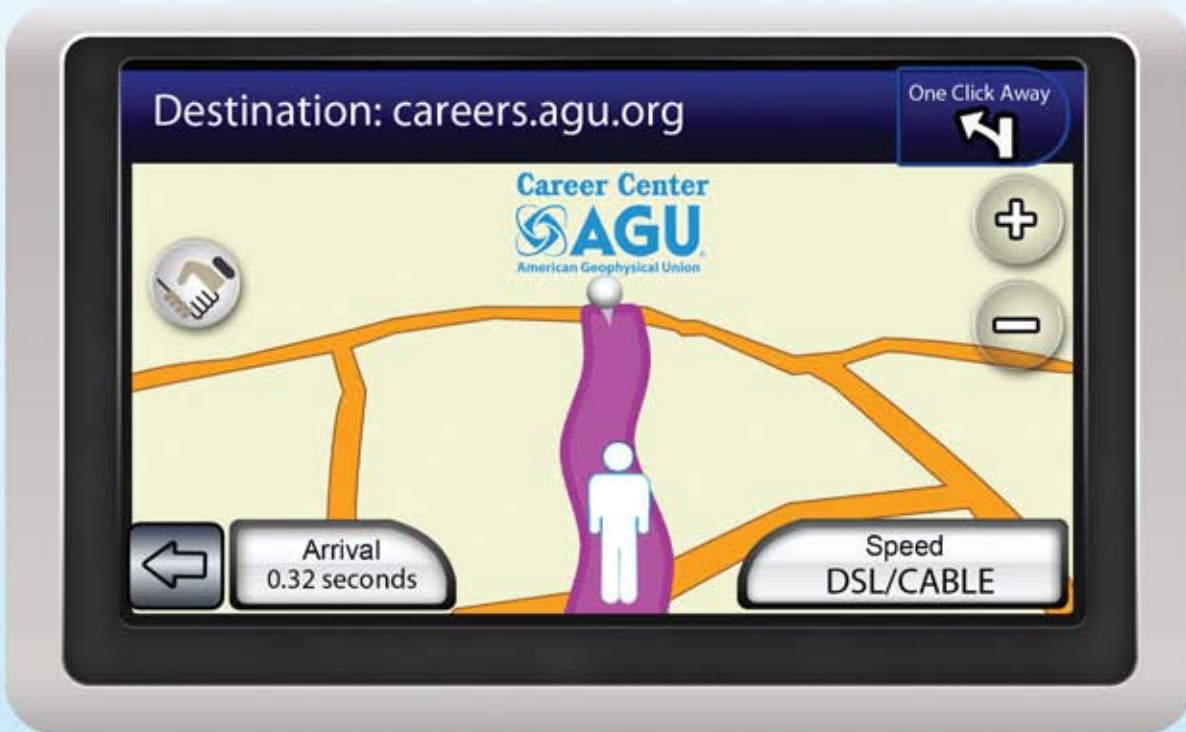 Destination: careers.agu.org
One Click Away
Career Center
AGU
American Geophysical Union
Arrival
0.32 seconds
Speed
DSL/CABLE